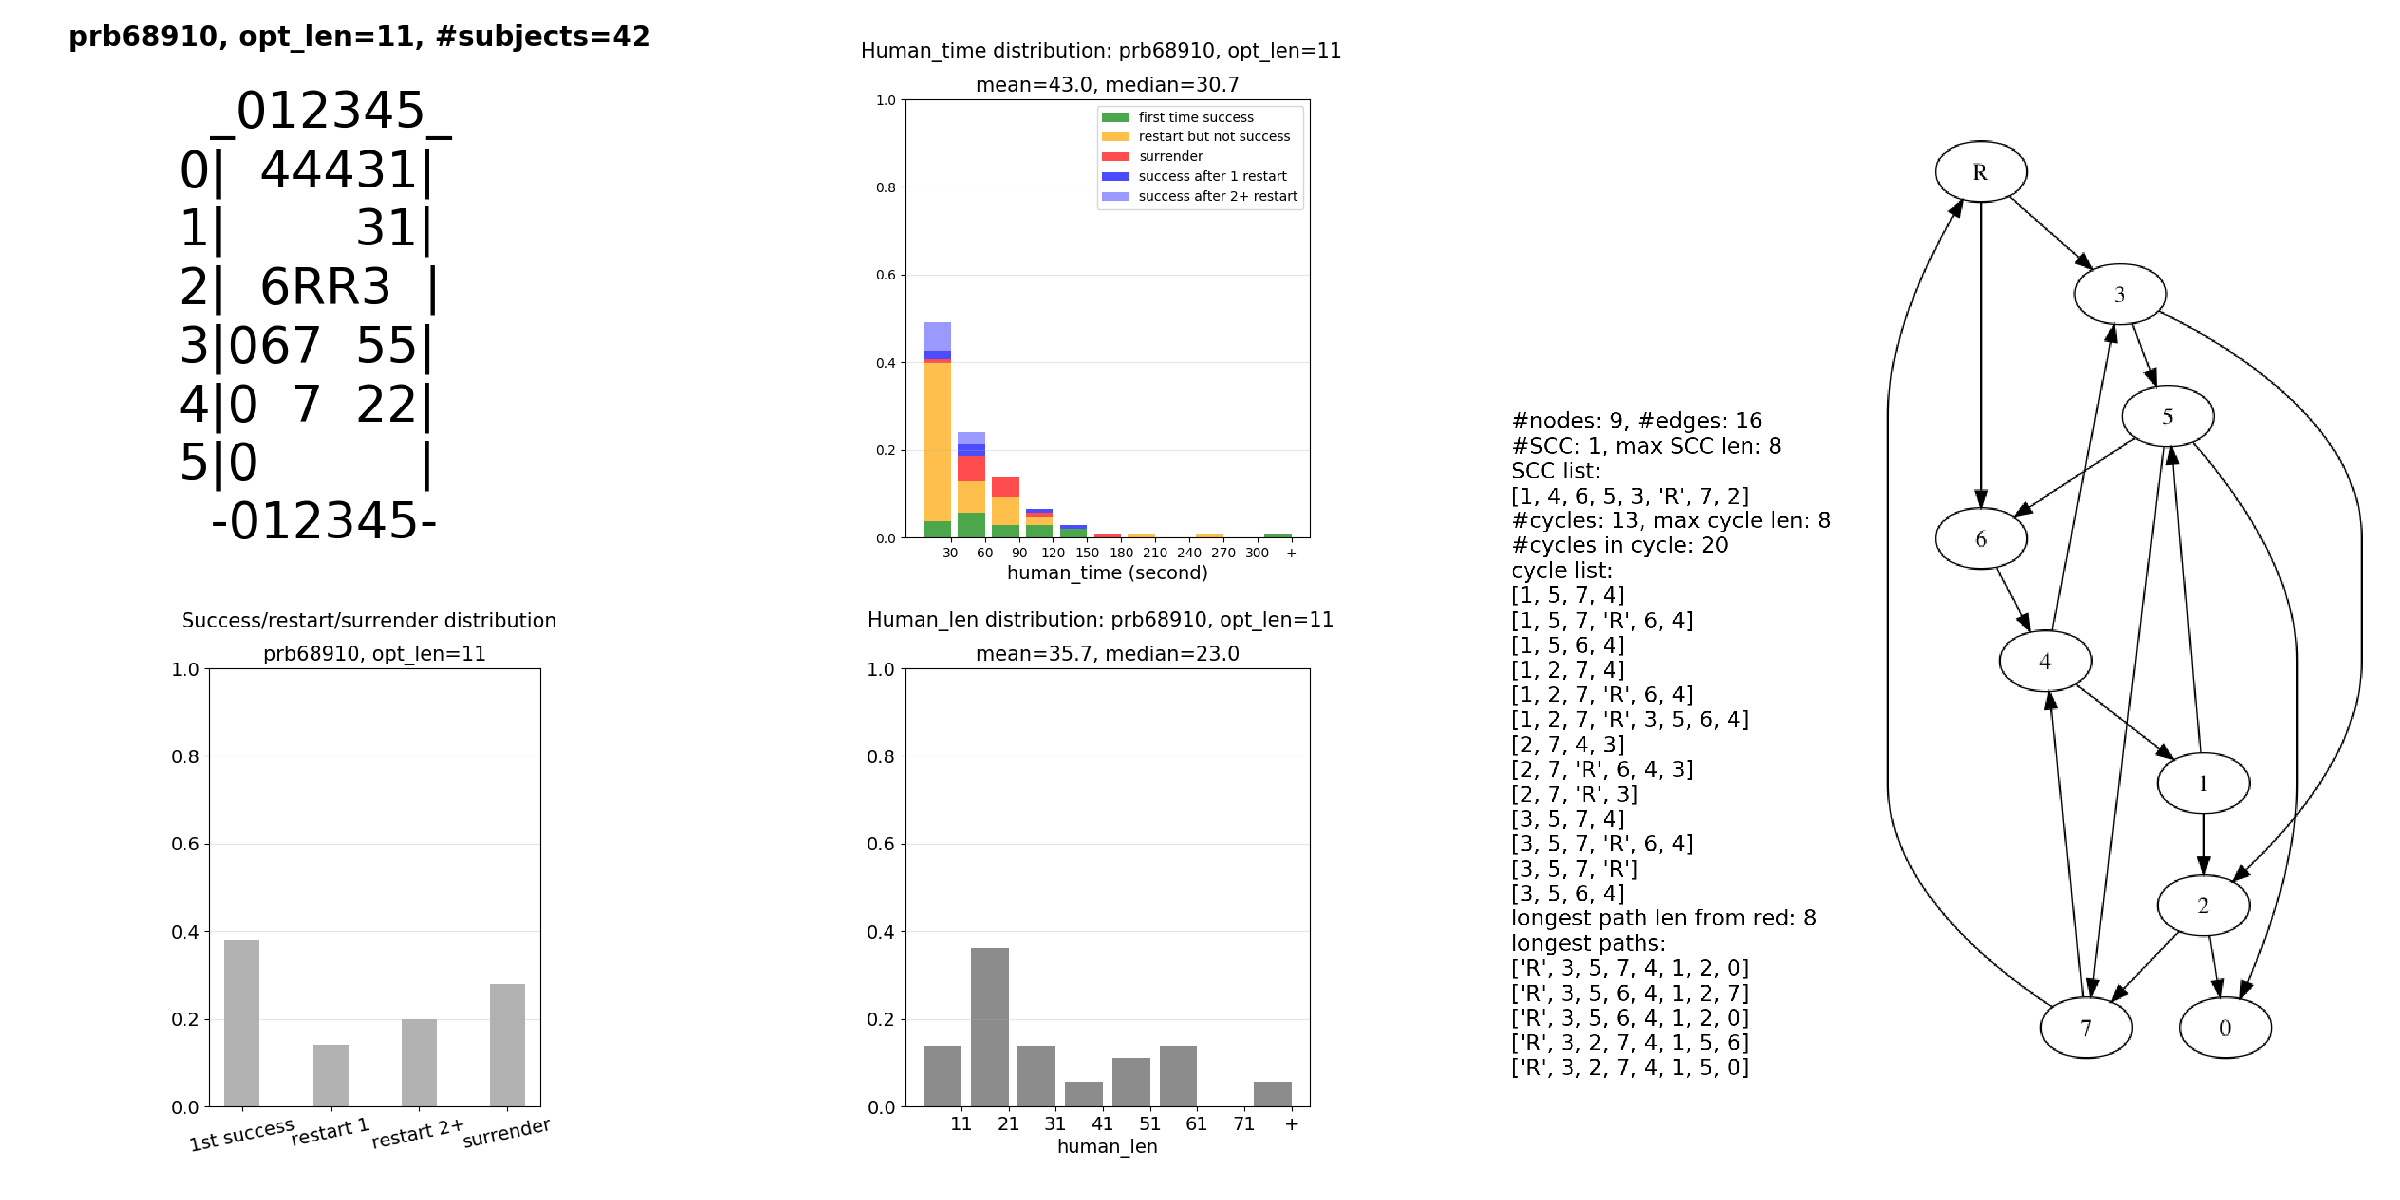 prb68910, opt_len=11, #subjects=42
_012345_
0| 44431|
1|    31|
2| 6RR3 |
3|067 55|
4|0 7 22|
5|0     |
-012345-
Human_time distribution: prb68910, opt_len=11
mean=43.0, median=30.7
1.0
0.8
0.6
0.4
0.2
0.0
first time success
restart but not success
surrender
success after 1 restart
success after 2+ restart
30 60 90 120 150 180 210 240 270 300 +
human_time (second)
Success/restart/surrender distribution
prb68910, opt_len=11
1.0
0.8
0.6
0.4
0.2
0.0
1st success restart 1 restart 2+ surrender
Human_len distribution: prb68910, opt_len=11
mean=35.7, median=23.0
1.0
0.8
0.6
0.4
0.2
0.0
11 21 31 41 51 61 71 +
human_len
#nodes: 9, #edges: 16
#SCC: 1, max SCC len: 8
SCC list:
[1, 4, 6, 5, 3, 'R', 7, 2]
#cycles: 13, max cycle len: 8
#cycles in cycle: 20
cycle list:
[1, 5, 7, 4]
[1, 5, 7, 'R', 6, 4]
[1, 5, 6, 4]
[1, 2, 7, 4]
[1, 2, 7, 'R', 6, 4]
[1, 2, 7, 'R', 3, 5, 6, 4]
[2, 7, 4, 3]
[2, 7, 'R', 6, 4, 3]
[2, 7, 'R', 3]
[3, 5, 7, 4]
[3, 5, 7, 'R', 6, 4]
[3, 5, 7, 'R']
[3, 5, 6, 4]
longest path len from red: 8
longest paths:
['R', 3, 5, 7, 4, 1, 2, 0]
['R', 3, 5, 6, 4, 1, 2, 7]
['R', 3, 5, 6, 4, 1, 2, 0]
['R', 3, 2, 7, 4, 1, 5, 6]
['R', 3, 2, 7, 4, 1, 5, 0]
R
3
5
6
4
1
2
7
0